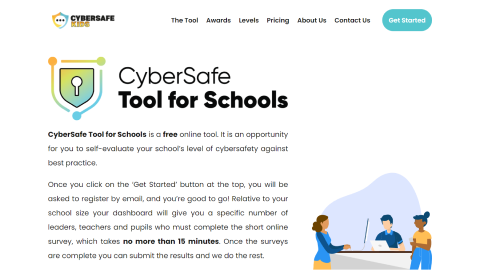 CYBERSAFE
KIDS
The Tool Awards Levels Pricing About Us Contact Us Get Started
CyberSafe
Tool for Schools
CyberSafe Tool for Schools is a free online tool. It is an opportunity
for you to self-evaluate your school's level of cybersafety against
best practice.
Once you click on the 'Get Started' button at the top, you will be
asked to register by email, and you're good to go! Relative to your
school size your dashboard will give you a specific number of
leaders, teachers and pupils who must complete the short online
survey, which takes no more than 15 minutes. Once the surveys
are complete you can submit the results and we do the rest.